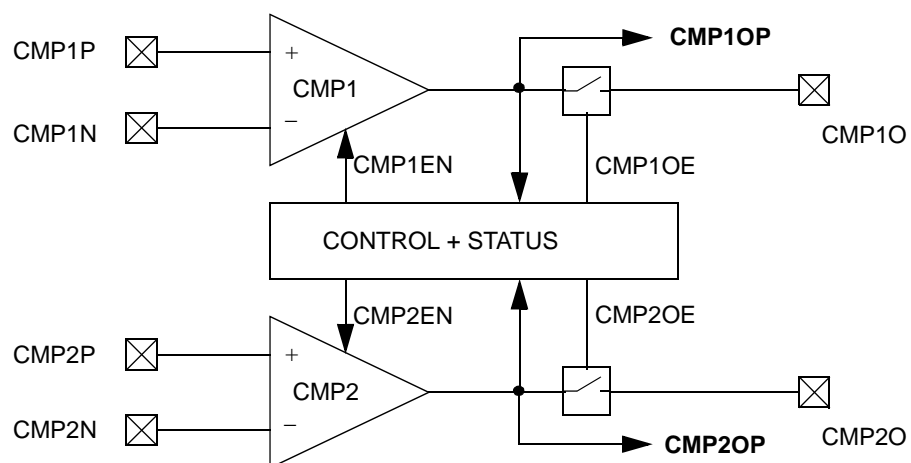 CMP1OP
CMP1P
+
CMP1
CMP1N
−
CMP1O
CMP1EN
CMP1OE
CONTROL + STATUS
CMP2EN
CMP2OE
CMP2P
+
CMP2
CMP2N
−
CMP2O
CMP2OP